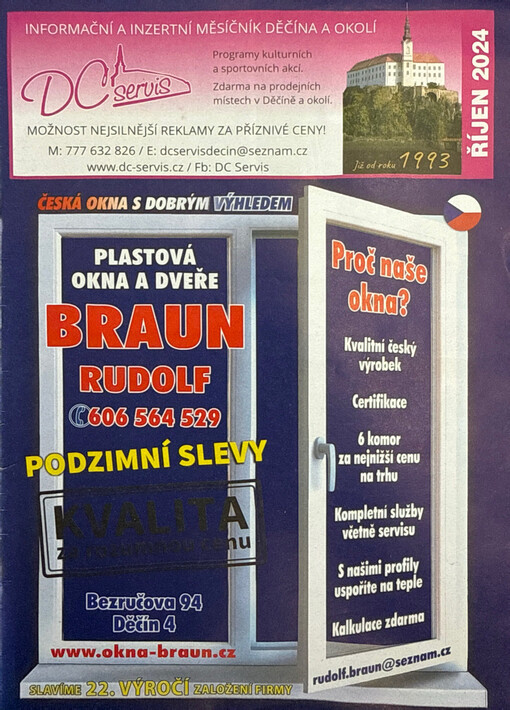 INFORMAČNÍ A INZERTNÍ MĚSÍČNÍK DĚČÍNA A OKOLÍ
DC servis
Programy kulturních
a sportovních akcí.
Zdarma na prodejních
místech v Děčíně a okolí.
MOŽNOST NEJSILNĚJŠÍ REKLAMY ZA PŘÍZNIVÉ CENY!
M: 777 632 826 / E: dcservisdecin@seznam.cz
www.dc-servis.cz / Fb: DC Servis
Již od roku 1993
ŘÍJEN 2024
ČESKÁ OKNA S DOBRÝM VÝHLEDEM
PLASTOVÁ
OKNA A DVEŘE
BRAUN
RUDOLF
606 564 529
PODZIMNÍ SLEVY
KVALITA
za rozumnou cenu
Bezručova 94
Děčín 4
www.okna-braun.cz
SLAVÍME 22. VÝROČÍ ZALOŽENÍ FIRMY
Proč naše
okna?
Kvalitní český
výrobek
Certifikace
6 komor
za nejnižší cenu
na trhu
Kompletní služby
včetně servisu
S našimi profily
uspoříte na teple
Kalkulace zdarma
rudolf.braun@seznam.cz